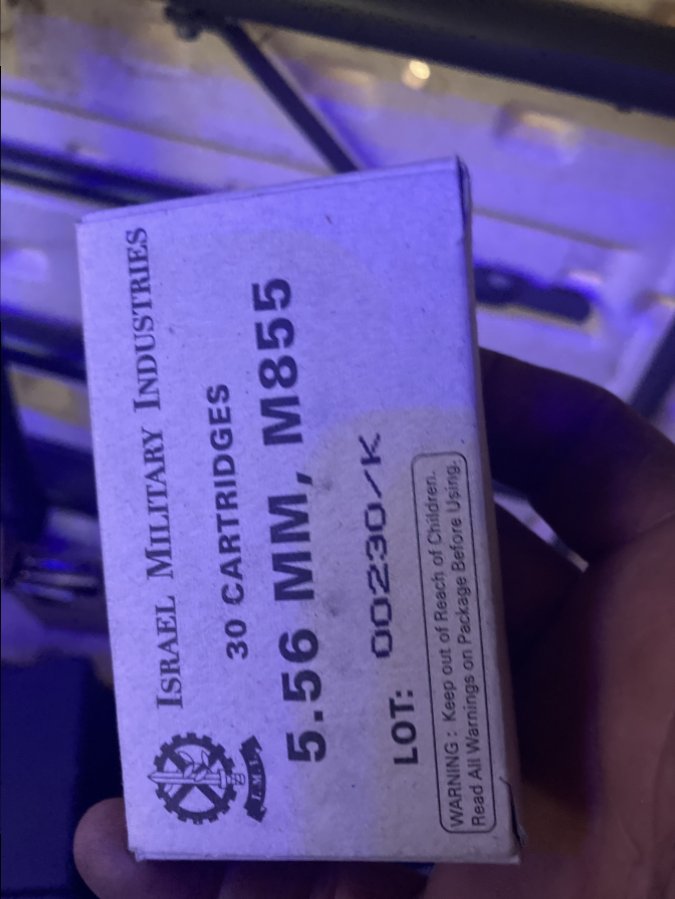 ISRAEL MILITARY INDUSTRIES
30 CARTRIDGES
5.56 MM, M855
LOT: 00230/K
WARNING : Keep out of Reach of Children.
Read All Warnings on Package Before Using.
I.M.I.